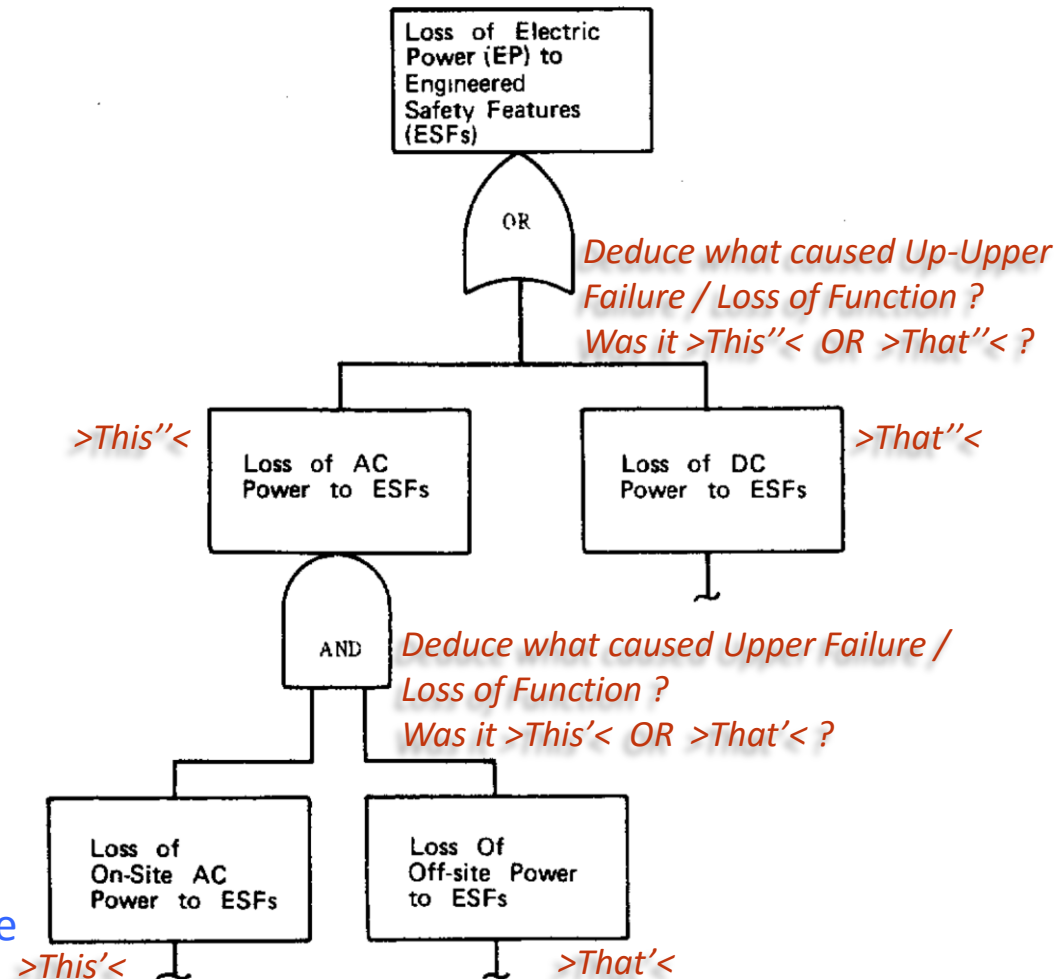 Loss of Electric
Power (EP) to
Engineered
Safety Features
(ESFs)
OR
Deduce what caused Up-Upper
Failure / Loss of Function ?
Was it >This’’< OR >That’’< ?
>This’’<
Loss of AC
Power to ESFs
Loss of DC
Power to ESFs
>That’’<
AND
Deduce what caused Upper Failure /
Loss of Function ?
Was it >This’< OR >That’< ?
Loss of
On-Site AC
Power to ESFs
Loss Of
Off-site Power
to ESFs
e
>This’<
>That’<